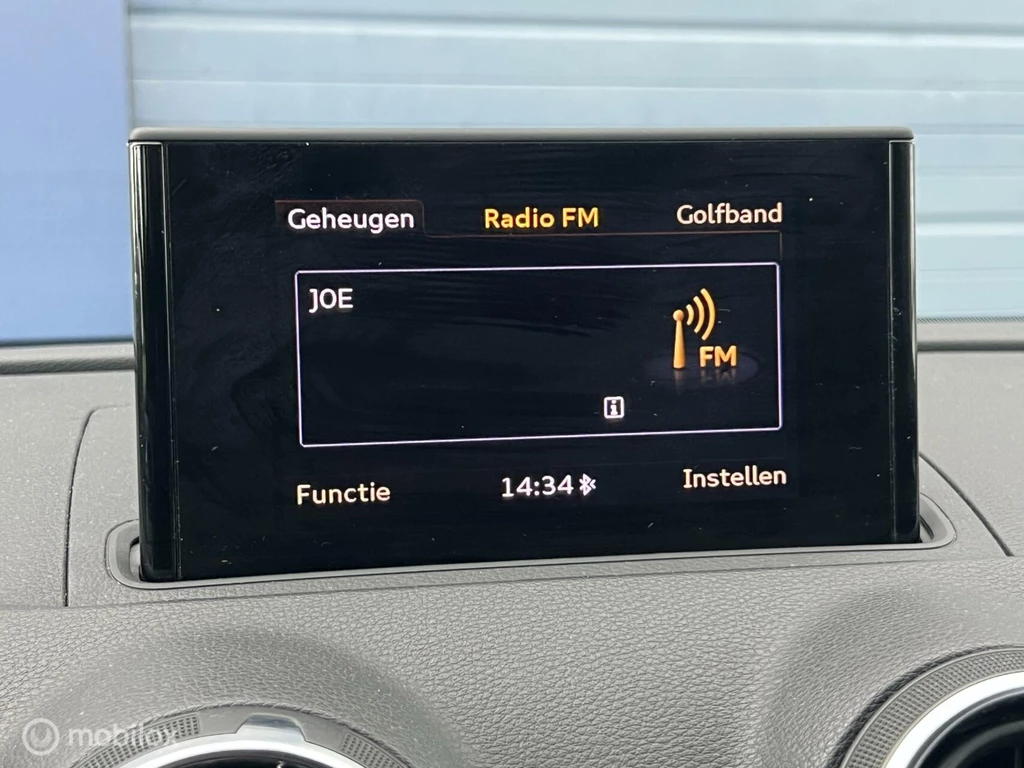 Geheugen Radio FM Golfband
JOE
FM
i
Functie 14:34 Instellen
mobilox